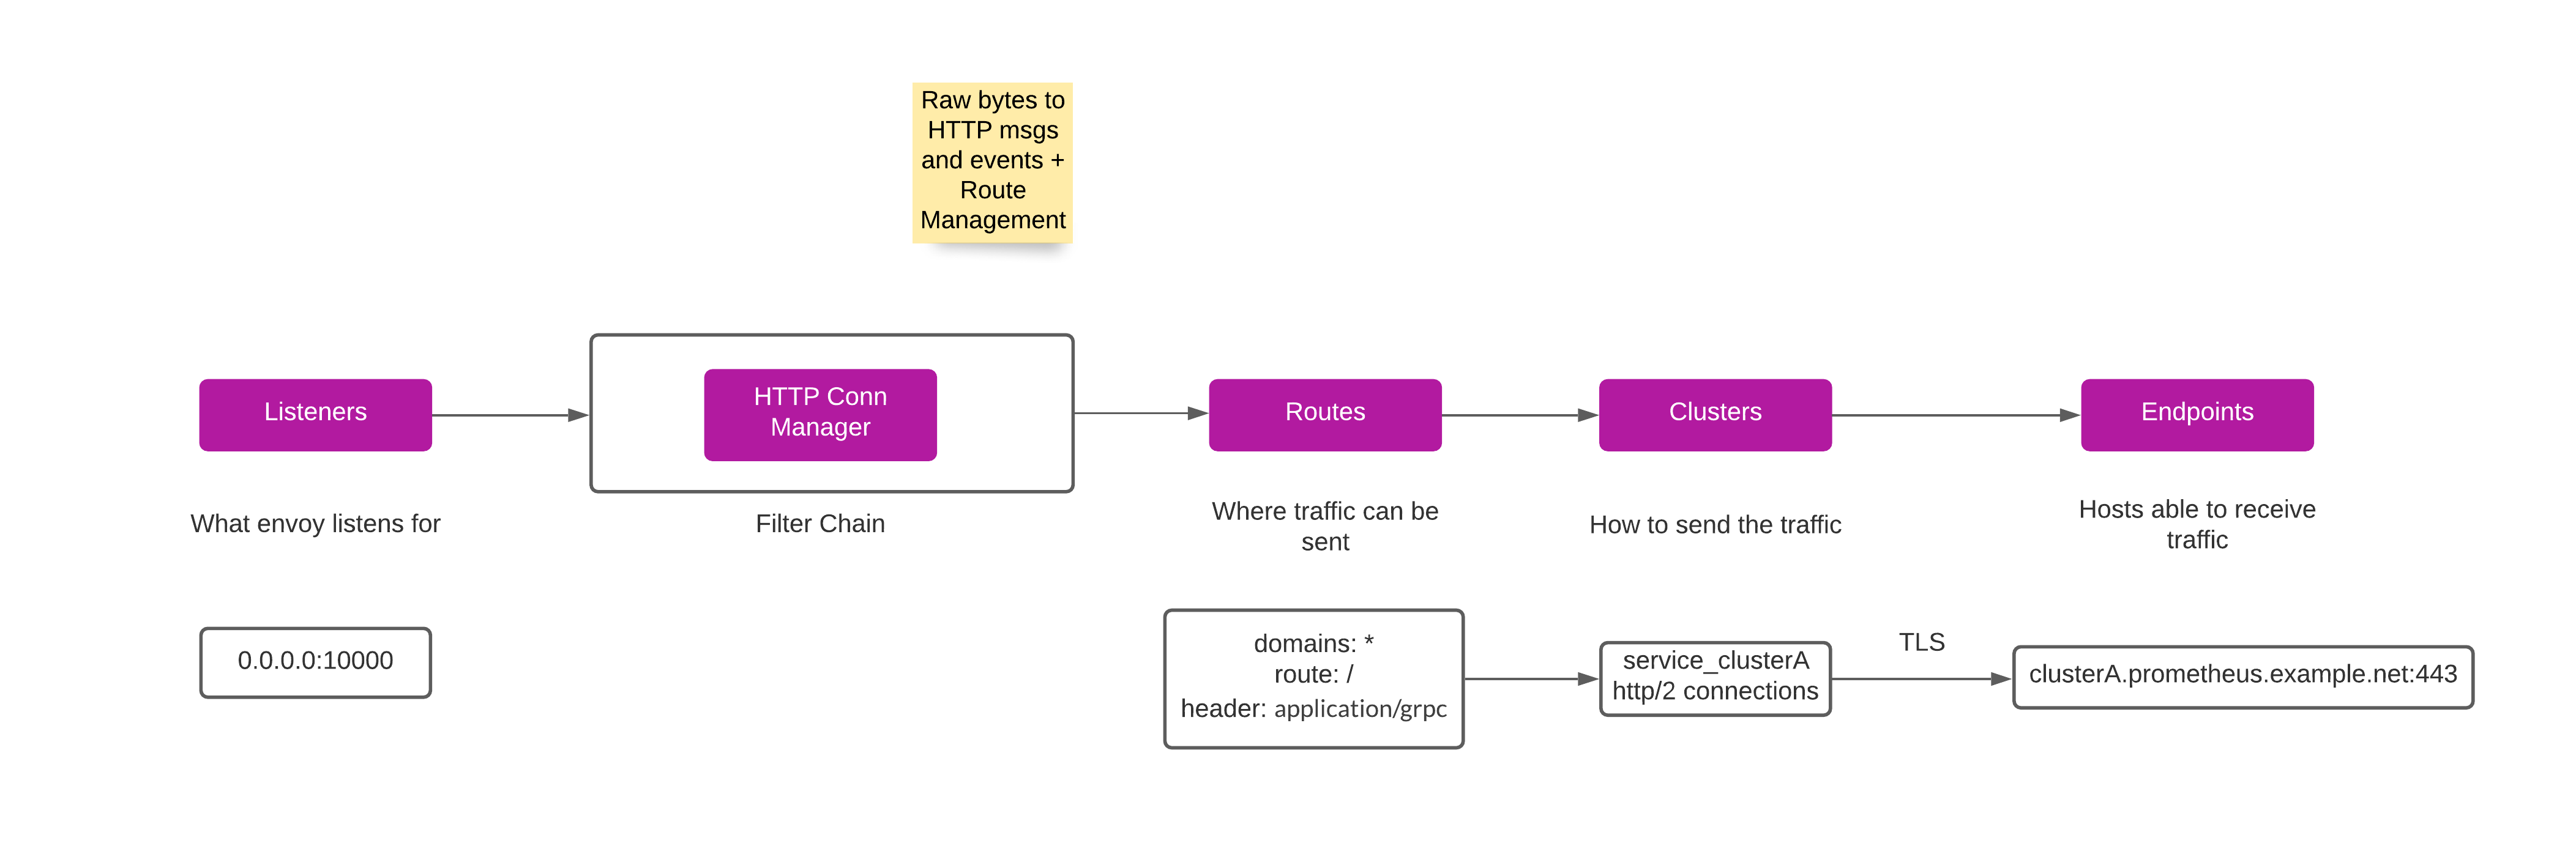 Raw bytes to
HTTP msgs
and events +
Route
Management
Listeners
HTTP Conn
Manager
Routes
Clusters
Endpoints
What envoy listens for
Filter Chain
Where traffic can be
sent
How to send the traffic
Hosts able to receive
traffic
0.0.0.0:10000
domains: *
route: /
header: application/grpc
service_clusterA
http/2 connections
TLS
clusterA.prometheus.example.net:443